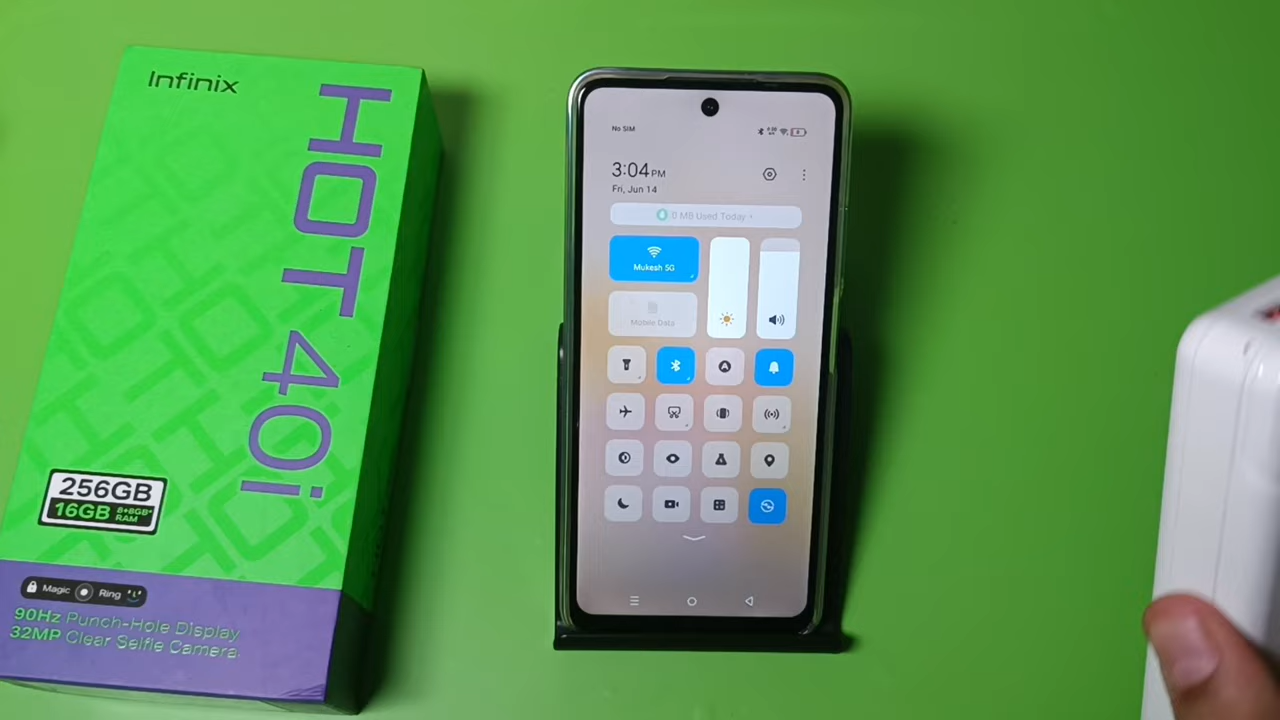 Infinix
HOT 40i
256GB
16GB 8+8GB* RAM
Magic Ring
90Hz Punch-Hole Display
32MP Clear Selfie Camera
No SIM
3:04 PM
Fri, Jun 14
0 MB Used Today
Mukesh 5G
Mobile Data